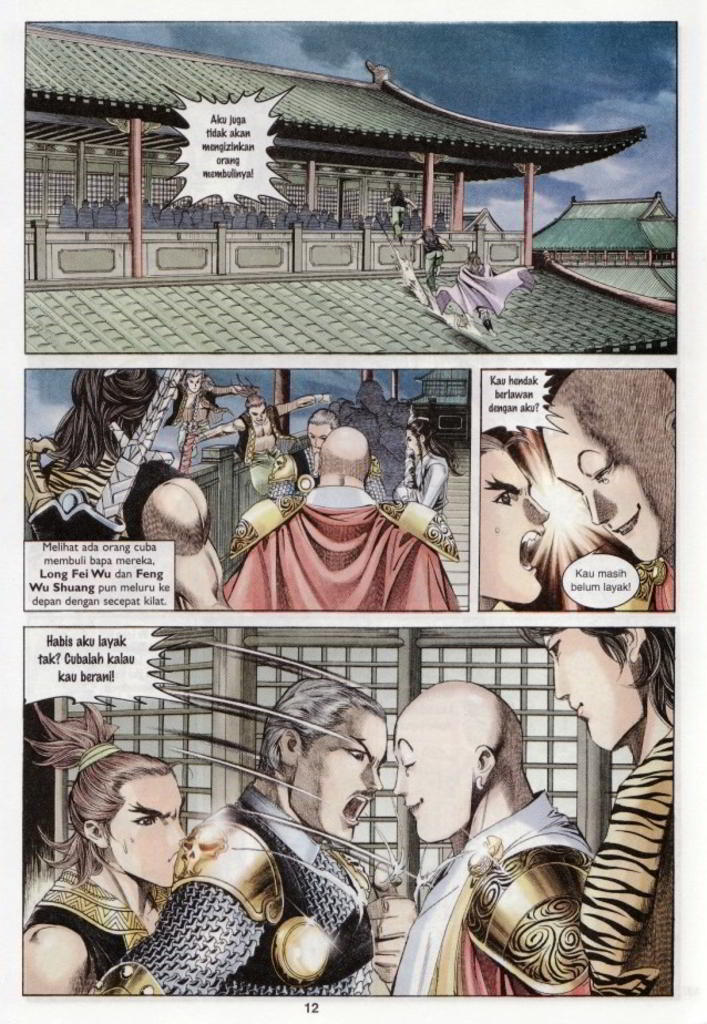 Aku juga
tidak akan
mengizinkan
orang
membulinya!
Melihat ada orang cuba
membuli bapa mereka,
Long Fei Wu dan Feng
Wu Shuang pun meluru ke
depan dengan secepat kilat.
Kau hendak
berlawan
dengan aku?
Kau masih
belum layak!
Habis aku layak
tak? Cubalah kalau
kau berani!
12